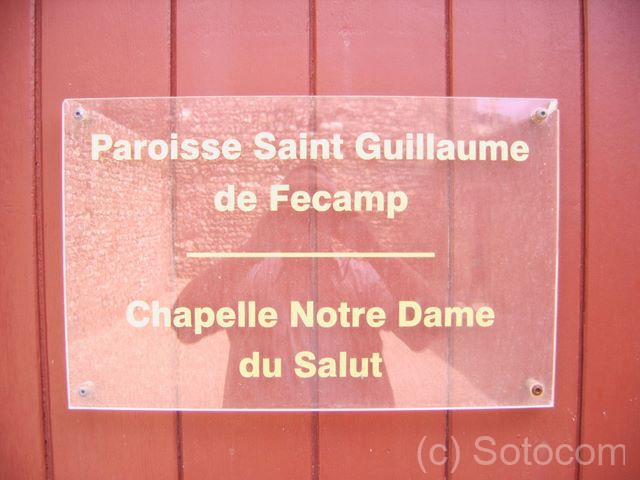 Paroisse Saint Guillaume
de Fecamp
Chapelle Notre Dame
du Salut
(c) Sotocom